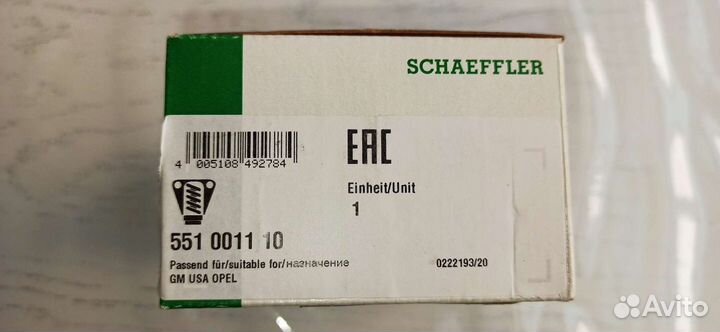 SCHAEFFLER
4 005108 492784
EAC
Einheit/Unit
1
551 0011 10
Passend für/suitable for/назначение
GM USA OPEL
0222193/20
Avito